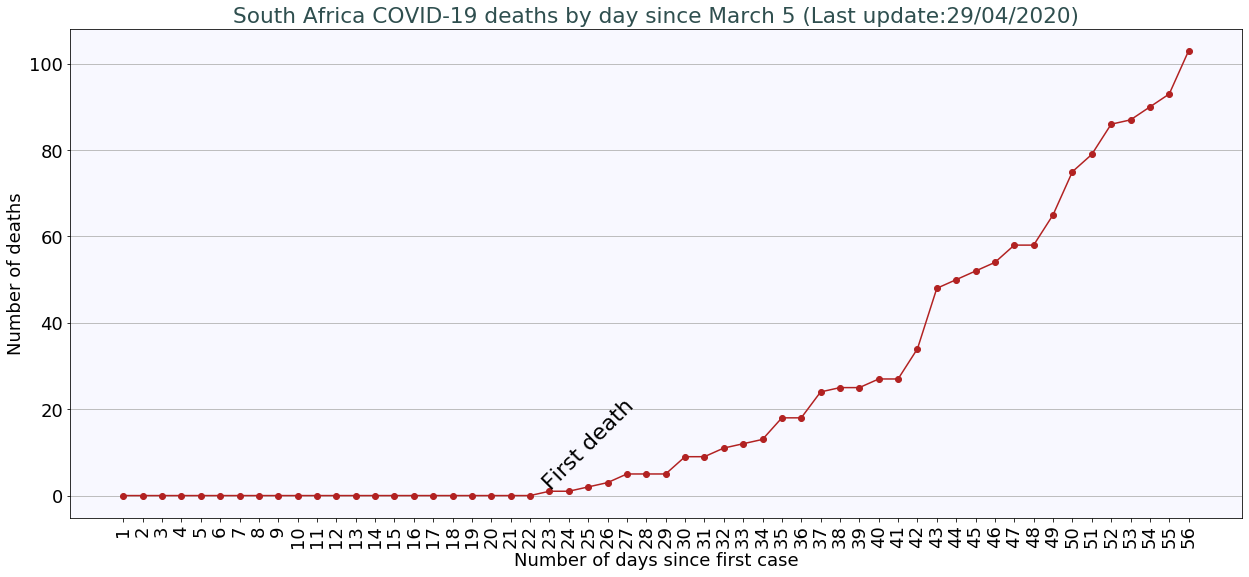 South Africa COVID-19 deaths by day since March 5 (Last update:29/04/2020)
100
80
60
40
20
0
Number of deaths
First death
1 2 3 4 5 6 7 8 9 10 11 12 13 14 15 16 17 18 19 20 21 22 23 24 25 26 27 28 29 30 31 32 33 34 35 36 37 38 39 40 41 42 43 44 45 46 47 48 49 50 51 52 53 54 55 56
Number of days since first case